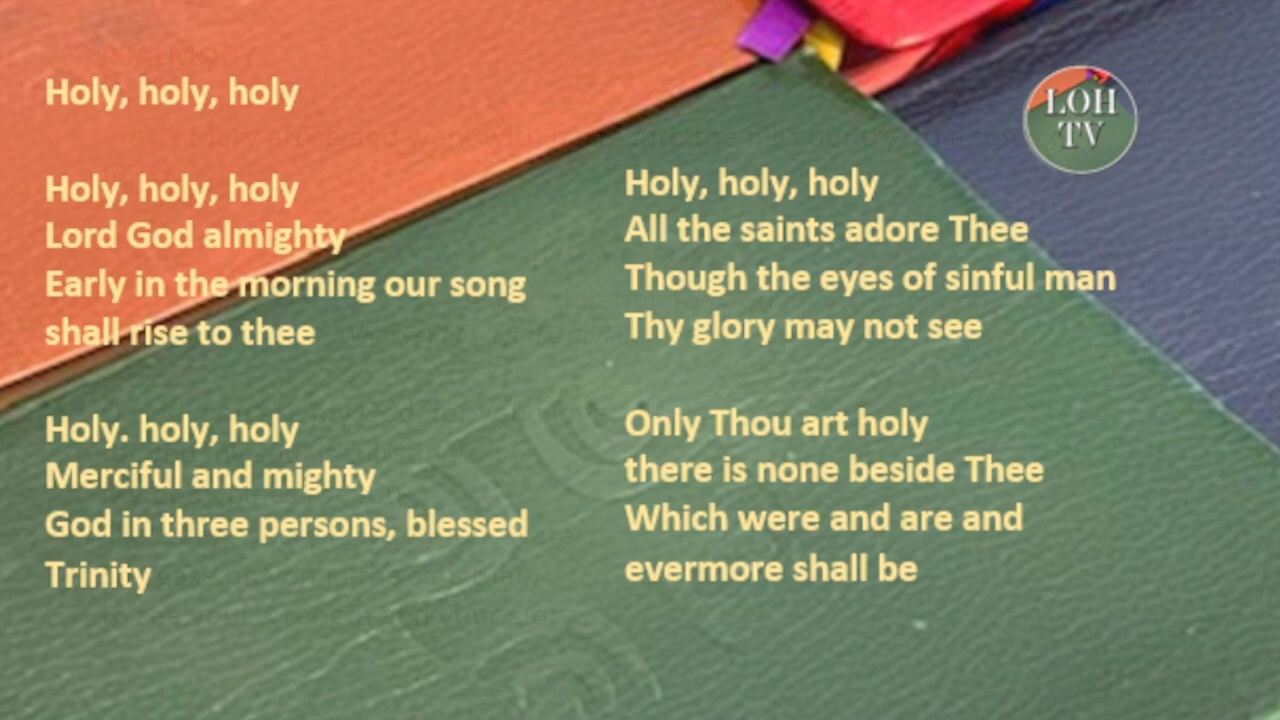 Holy, holy, holy
Holy, holy, holy
Lord God almighty
Early in the morning our song
shall rise to thee
Holy. holy, holy
Merciful and mighty
God in three persons, blessed
Trinity
Holy, holy, holy
All the saints adore Thee
Though the eyes of sinful man
Thy glory may not see
Only Thou art holy
there is none beside Thee
Which were and are and
evermore shall be
LOH
TV